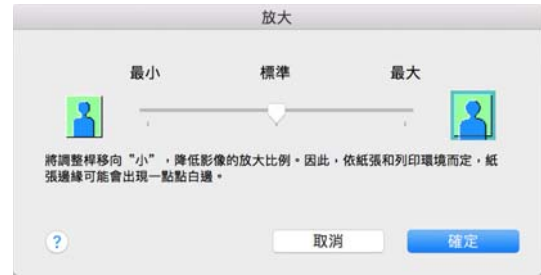 放大
最小 標準 最大
將調整桿移向 "小" ，降低影像的放大比例。因此，依紙張和列印環境而定，紙
張邊緣可能會出現一點點白邊。
? 取消 確定